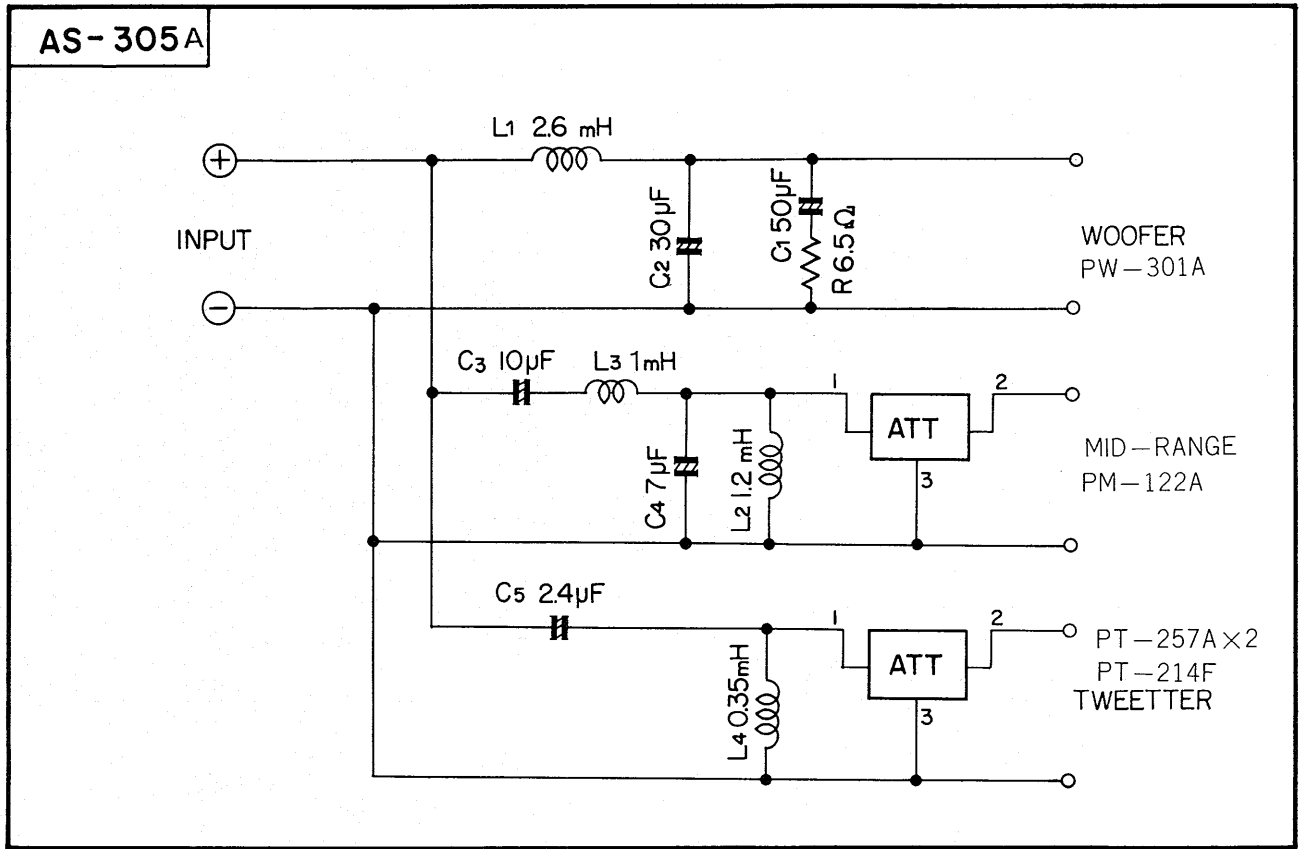 AS-305A
L1 2.6 mH
+
INPUT
−
C2 30μF
C1 50μF
R 6.5Ω
WOOFER
PW-301A
C3 10μF
L3 1mH
C4 7μF
L2 1.2 mH
1
ATT
2
3
MID-RANGE
PM-122A
C5 2.4μF
L4 0.35mH
1
ATT
2
3
PT-257A×2
PT-214F
TWEETTER